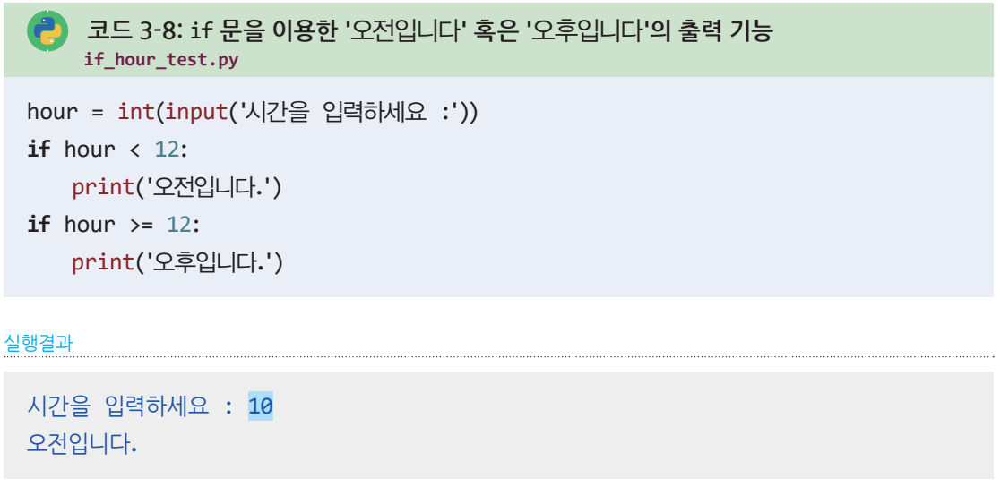 코드 3-8: if 문을 이용한 '오전입니다' 혹은 '오후입니다'의 출력 기능
if_hour_test.py
hour = int(input('시간을 입력하세요 :'))
if hour < 12:
    print('오전입니다.')
if hour >= 12:
    print('오후입니다.')
실행결과
시간을 입력하세요 : 10
오전입니다.